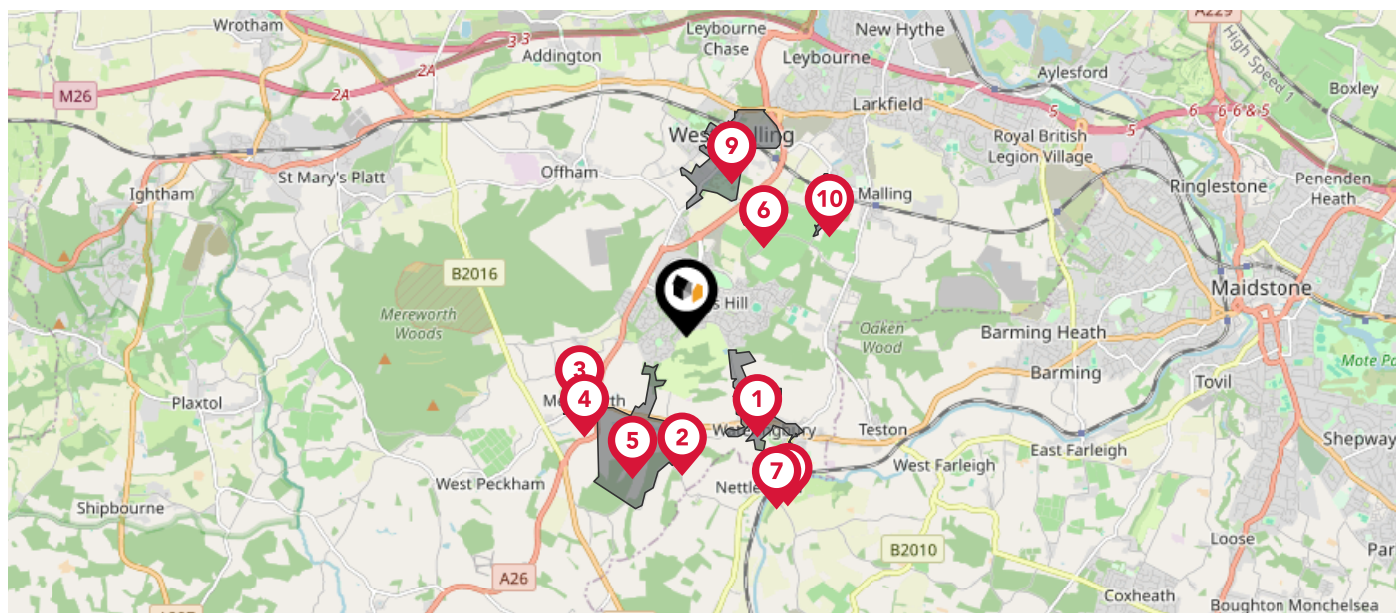 Wrotham
Addington
3 3
2A
2A
M26
Leybourne
Chase
Leybourne
New Hythe
A229
High Speed 1
Aylesford
Boxley
Larkfield
5
5
6
6
6 & 5
Royal British
Legion Village
Ringlestone
Penenden
Heath
9
Offham
St Mary's Platt
Ightham
6
10
Malling
B2016
Hill
Mereworth
Woods
Oaken
Wood
Maidstone
Barming Heath
Barming
Tovil
Mote
3
4
1
5
2
7
Plaxtol
Teston
East Farleigh
West Farleigh
West Peckham
Shipbourne
Shepway
Loose
B2010
A26
Coxheath
Boughton Monchelsea